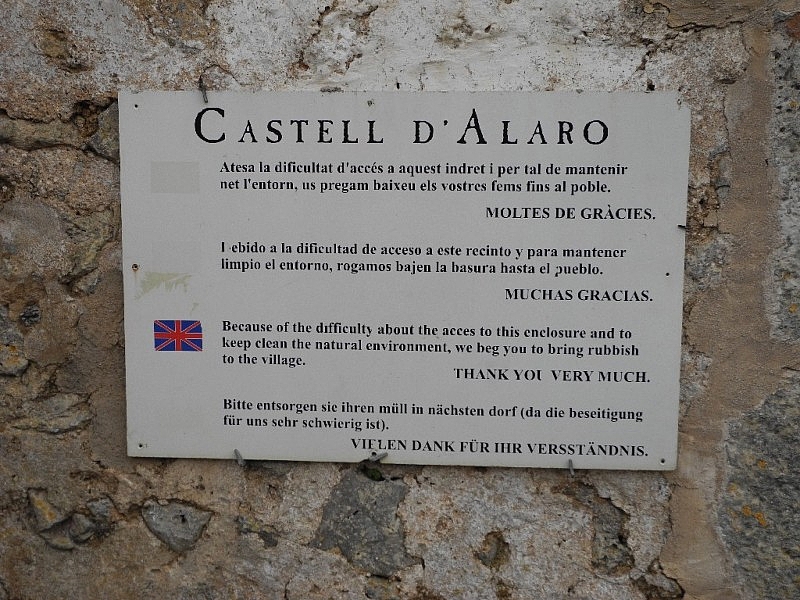 CASTELL D'ALARO
Atesa la dificultat d'accés a aquest indret i per tal de mantenir
net l'entorn, us pregam baixeu els vostres fems fins al poble.
MOLTES DE GRÀCIES.
Debido a la dificultad de acceso a este recinto y para mantener
limpio el entorno, rogamos bajen la basura hasta el pueblo.
MUCHAS GRACIAS.
Because of the difficulty about the acces to this enclosure and to
keep clean the natural environment, we beg you to bring rubbish
to the village.
THANK YOU VERY MUCH.
Bitte entsorgen sie ihren müll in nächsten dorf (da die beseitigung
für uns sehr schwierig ist).
VIELEN DANK FÜR IHR VERSSTÄNDNIS.